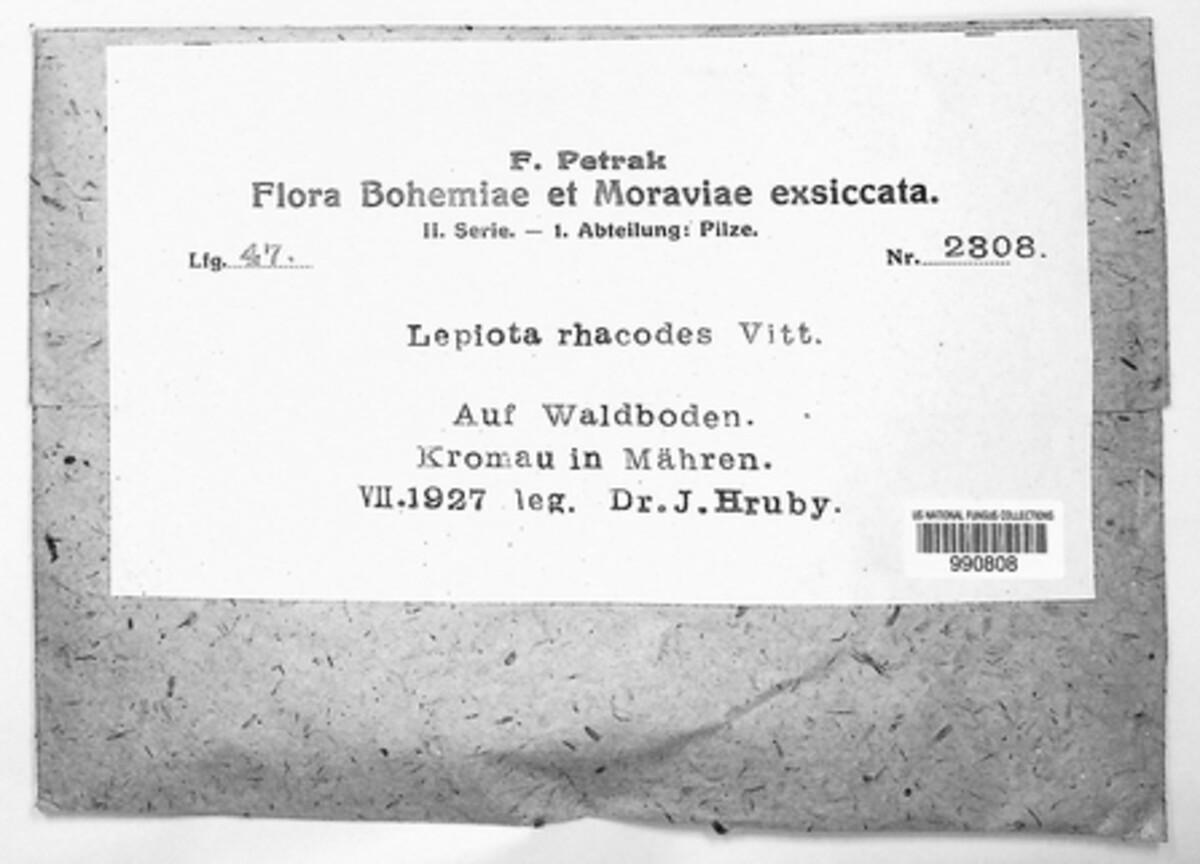 F. Petrak
Flora Bohemiae et Moraviae exsiccata.
II. Serie. — 1. Abteilung: Pilze.
Lfg. 47.
Nr. 2308.
Lepiota rhacodes Vitt.
Auf Waldboden.
Kromau in Mähren.
VII.1927 leg. Dr.J.Hruby.
US NATIONAL FUNGUS COLLECTIONS
990808